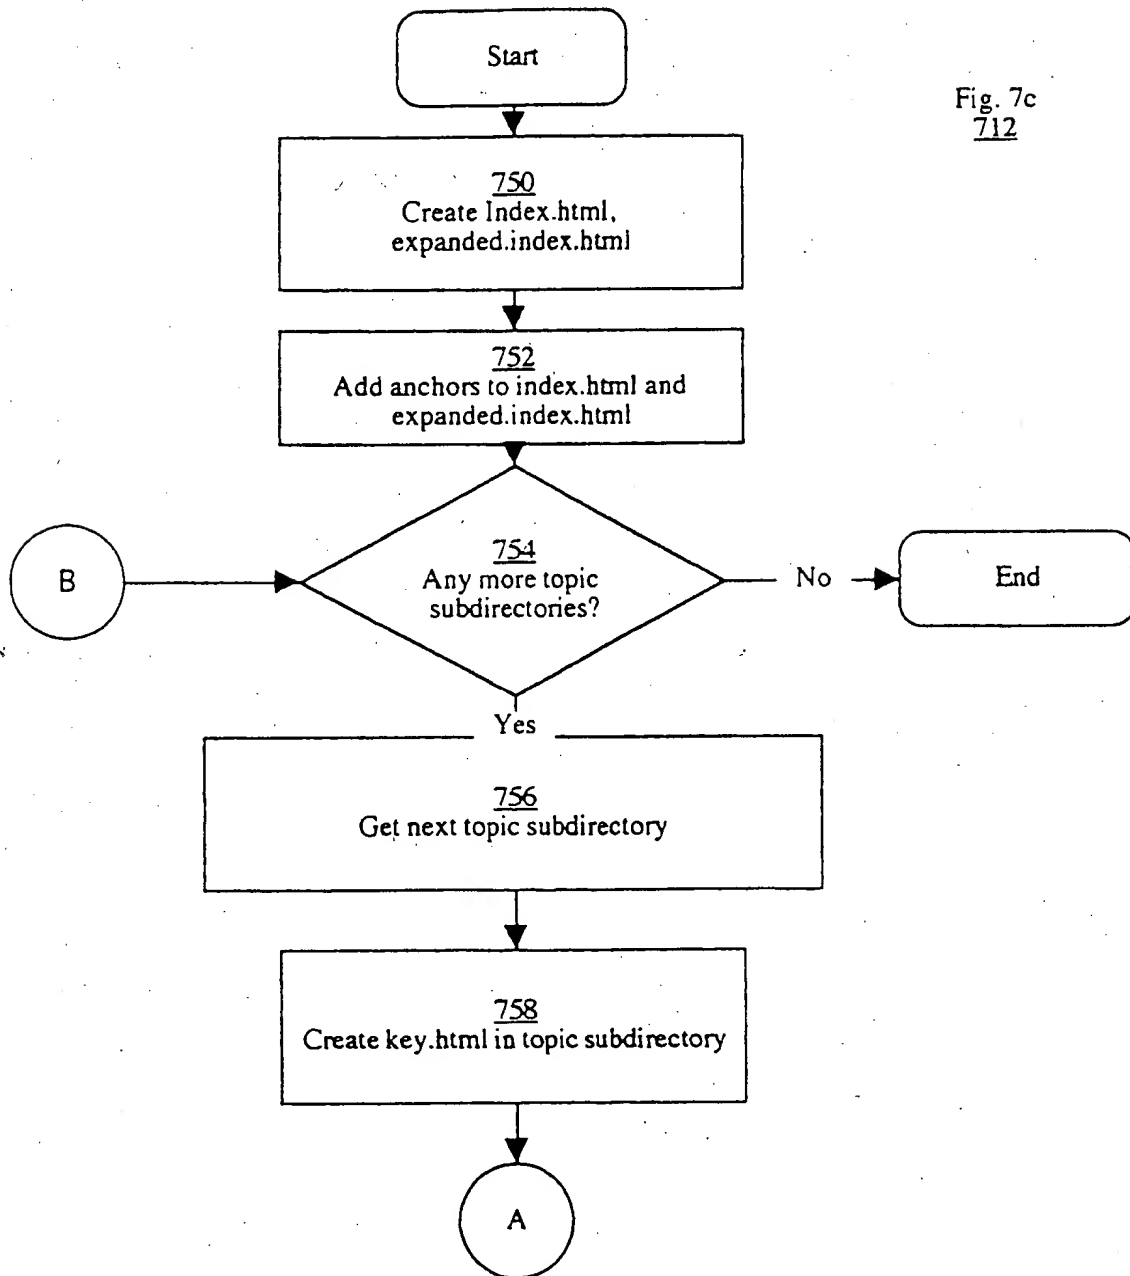 Start
Fig. 7c
712
750
Create Index.html,
expanded.index.html
752
Add anchors to index.html and
expanded.index.html
754
Any more topic
subdirectories?
B
No
End
Yes
756
Get next topic subdirectory
758
Create key.html in topic subdirectory
A